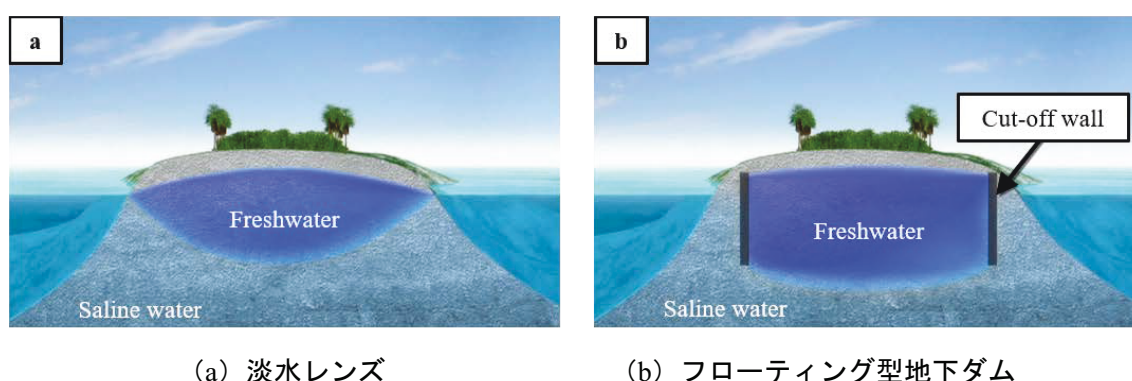 a
Freshwater
Saline water
(a) 淡水レンズ
b
Cut-off wall
Freshwater
Saline water
(b) フローティング型地下ダム